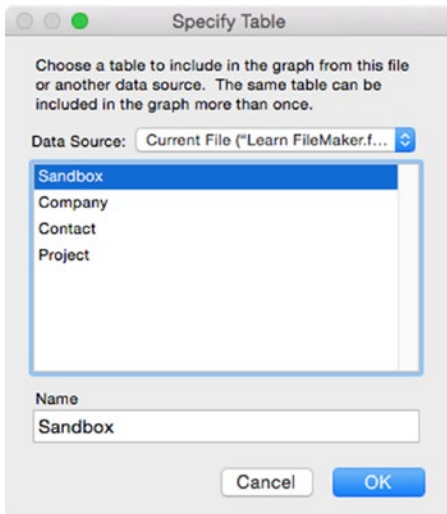 Specify Table
Choose a table to include in the graph from this file
or another data source. The same table can be
included in the graph more than once.
Data Source: Current File ("Learn FileMaker.f...
Sandbox
Company
Contact
Project
Name
Sandbox
Cancel OK